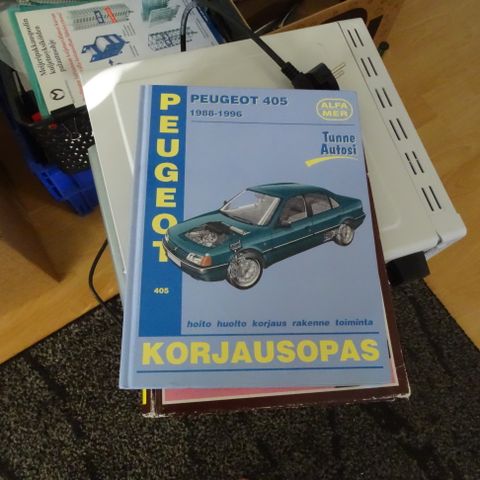 PEUGEOT
PEUGEOT 405
1988-1996
ALFA
MER
Tunne
Autosi
405
hoito huolto korjaus rakenne toiminta
KORJAUSOPAS